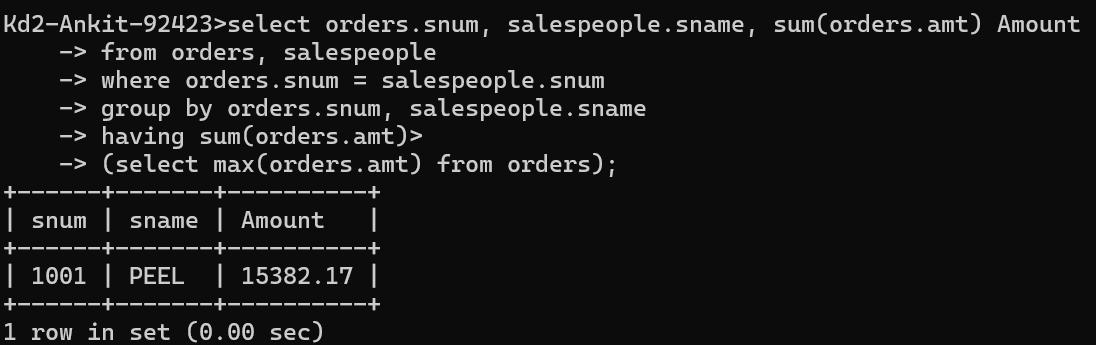 Kd2-Ankit-92423>select orders.snum, salespeople.sname, sum(orders.amt) Amount
    -> from orders, salespeople
    -> where orders.snum = salespeople.snum
    -> group by orders.snum, salespeople.sname
    -> having sum(orders.amt)>
    -> (select max(orders.amt) from orders);
+------+-------+----------+
| snum | sname | Amount   |
+------+-------+----------+
| 1001 | PEEL  | 15382.17 |
+------+-------+----------+
1 row in set (0.00 sec)